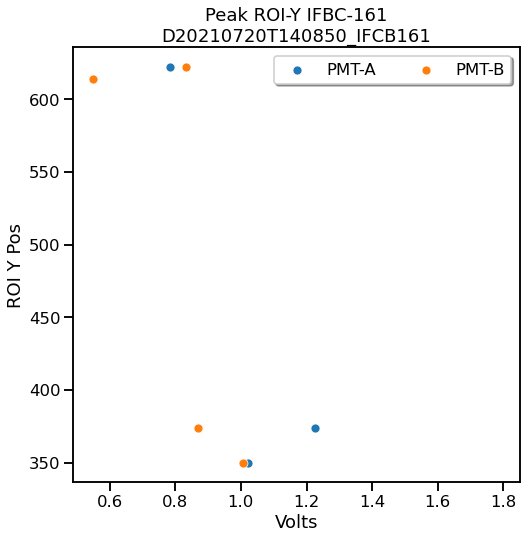 Peak ROI-Y IFBC-161
D20210720T140850_IFCB161
PMT-A PMT-B
600
550
500
450
400
350
ROI Y Pos
0.6 0.8 1.0 1.2 1.4 1.6 1.8
Volts